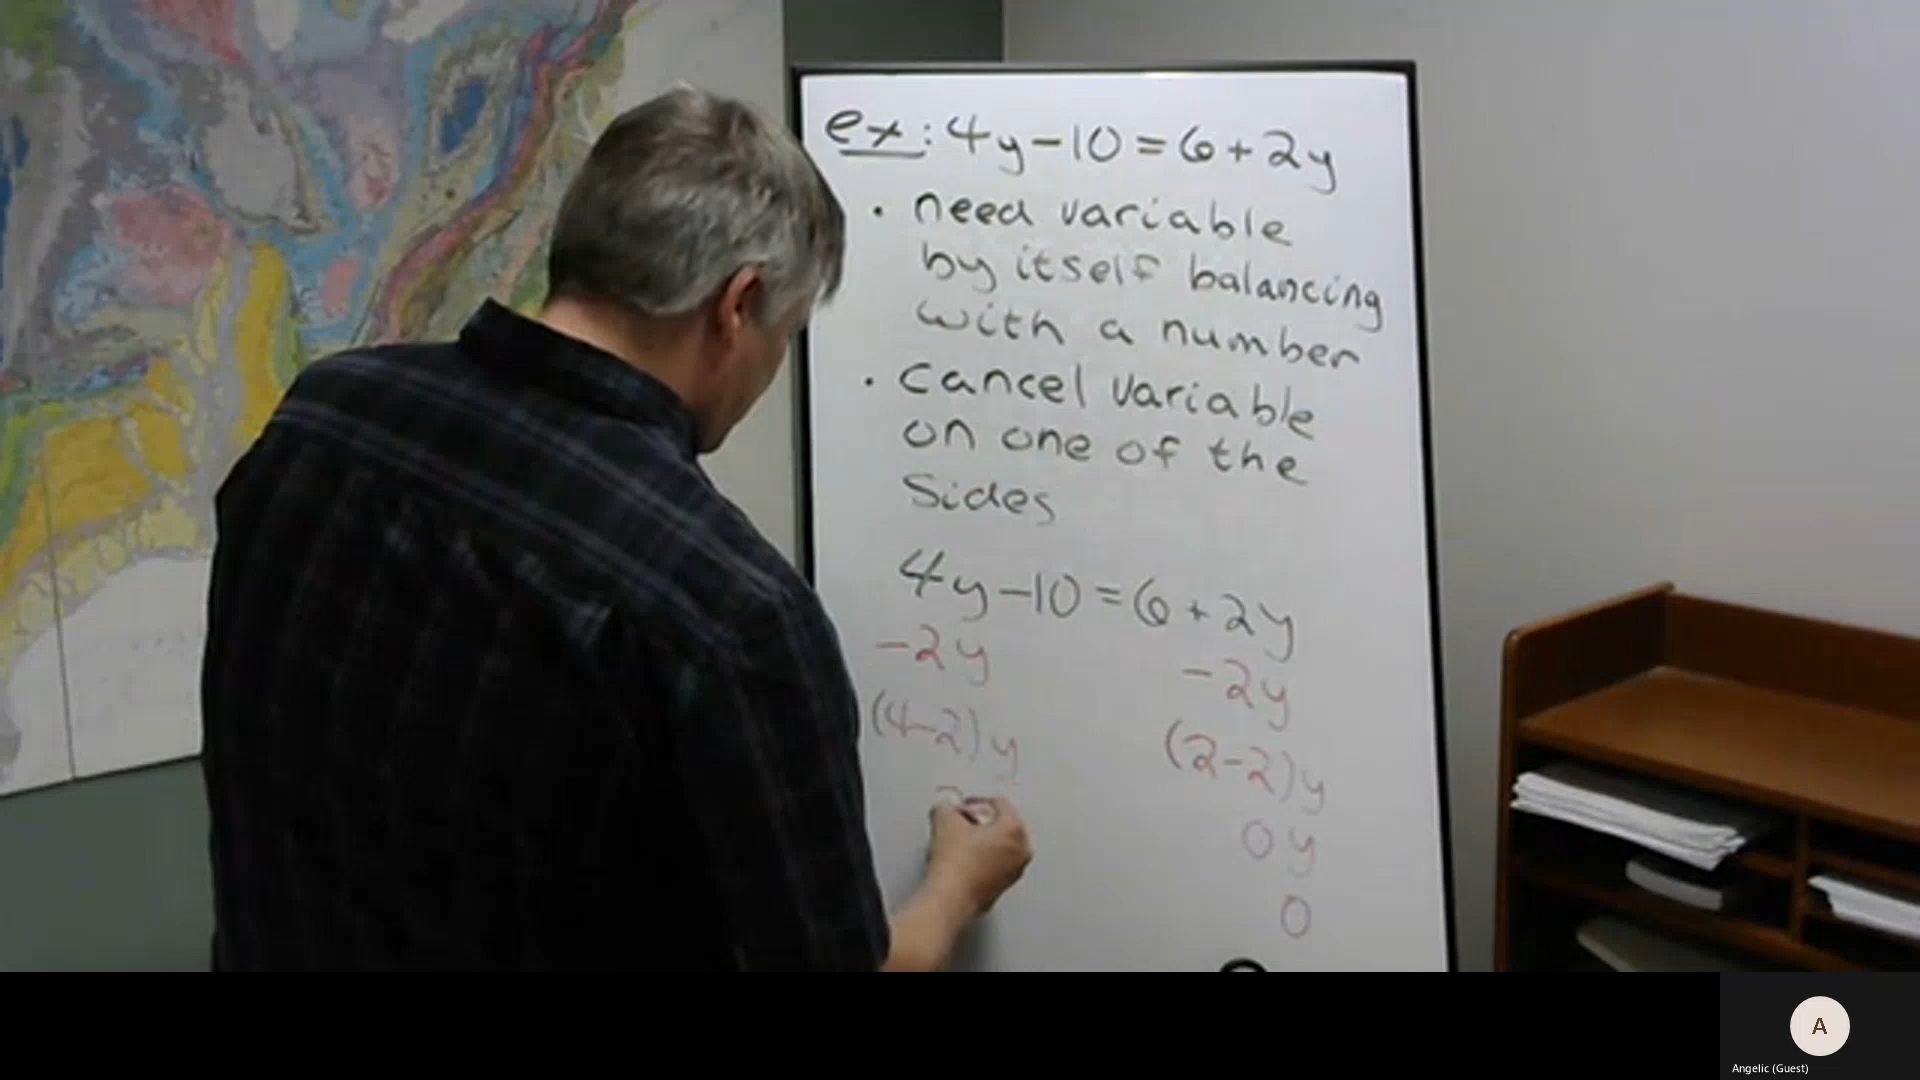 ex: 4y-10=6+2y
• need variable
by itself balancing
with a number
• cancel variable
on one of the
sides
4y-10=6+2y
-2y -2y
(4-2)y (2-2)y
0y
0
A
Angelic (Guest)